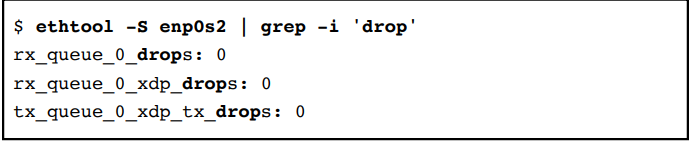 $ ethtool -S enp0s2 | grep -i 'drop'
rx_queue_0_drops: 0
rx_queue_0_xdp_drops: 0
tx_queue_0_xdp_tx_drops: 0